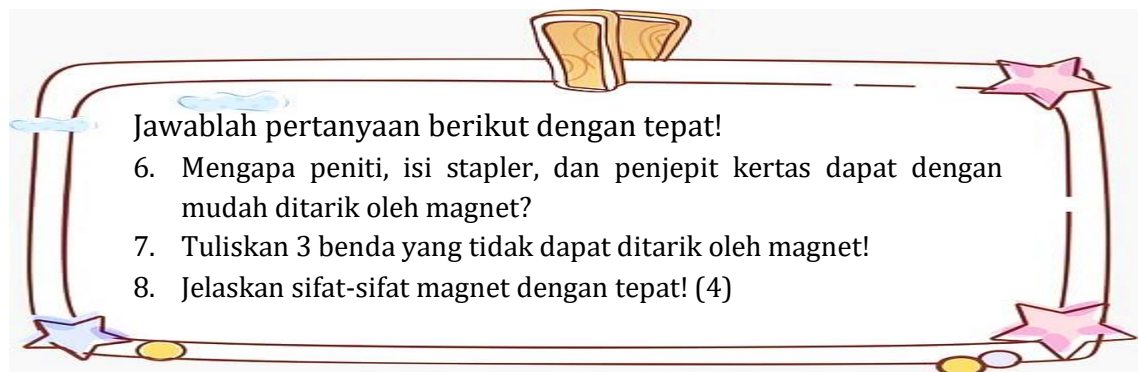 Jawablah pertanyaan berikut dengan tepat!
6. Mengapa peniti, isi stapler, dan penjepit kertas dapat dengan
mudah ditarik oleh magnet?
7. Tuliskan 3 benda yang tidak dapat ditarik oleh magnet!
8. Jelaskan sifat-sifat magnet dengan tepat! (4)